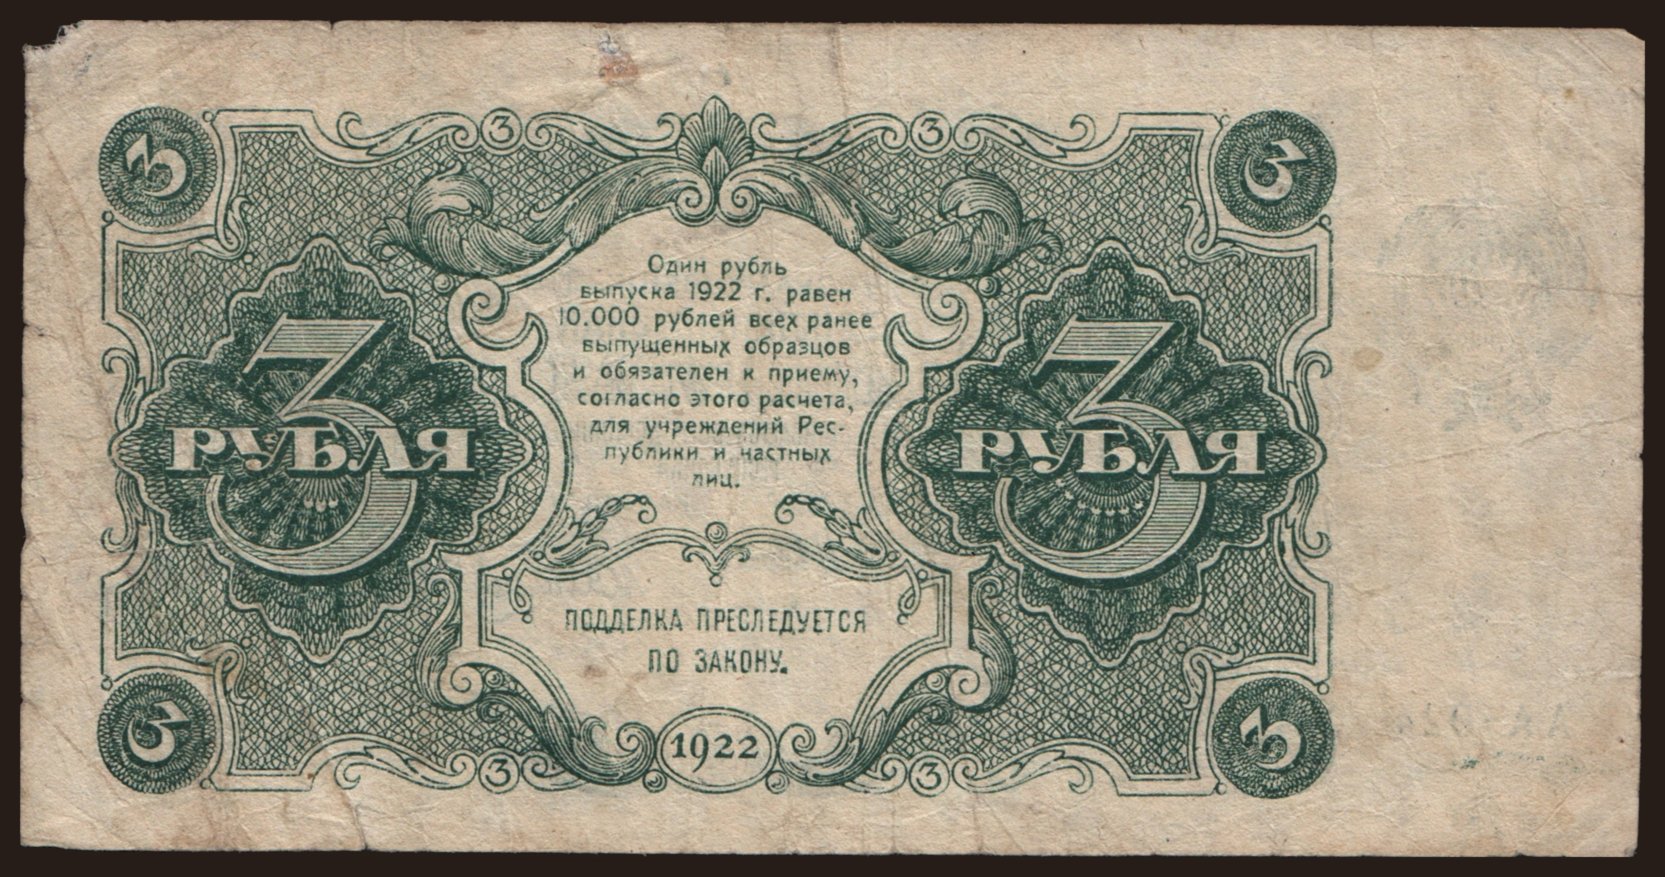 3 3 3 3
Один рубль
выпуска 1922 г. равен
10.000 рублей всех ранее
выпущенных образцов
и обязателен к приему,
согласно этого расчета,
для учреждений Рес-
публики и частных
лиц.
3 3
РУБЛЯ РУБЛЯ
ПОДДЕЛКА ПРЕСЛЕДУЕТСЯ
ПО ЗАКОНУ.
3 3 1922 3 3